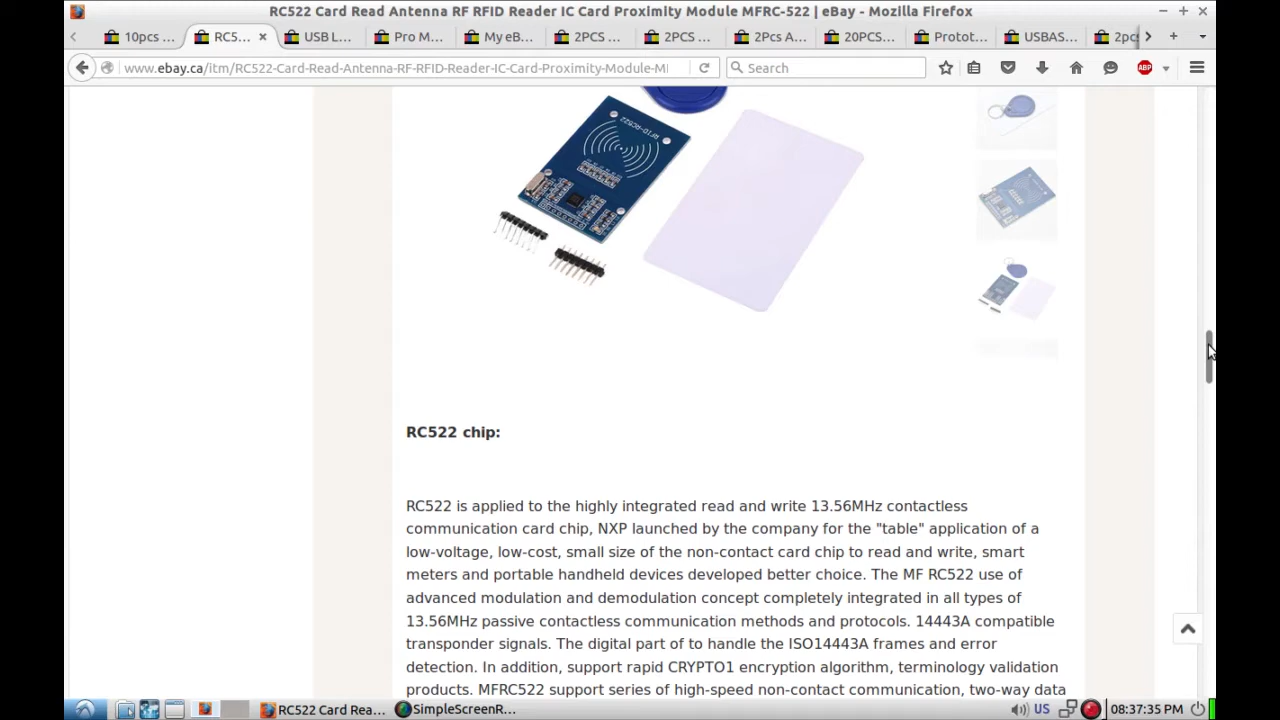 RC522 Card Read Antenna RF RFID Reader IC Card Proximity Module MFRC-522 | eBay - Mozilla Firefox
10pcs ...
RC5...
USB L...
Pro M...
My eB...
2PCS ...
2PCS ...
2Pcs A...
20PCS...
Protot...
USBAS...
2pcs
www.ebay.ca/itm/RC522-Card-Read-Antenna-RF-RFID-Reader-IC-Card-Proximity-Module-MI
Search
ABP
RFID-RC522
RC522 chip:
RC522 is applied to the highly integrated read and write 13.56MHz contactless
communication card chip, NXP launched by the company for the "table" application of a
low-voltage, low-cost, small size of the non-contact card chip to read and write, smart
meters and portable handheld devices developed better choice. The MF RC522 use of
advanced modulation and demodulation concept completely integrated in all types of
13.56MHz passive contactless communication methods and protocols. 14443A compatible
transponder signals. The digital part of to handle the ISO14443A frames and error
detection. In addition, support rapid CRYPTO1 encryption algorithm, terminology validation
products. MFRC522 support series of high-speed non-contact communication, two-way data
RC522 Card Rea...
SimpleScreenR...
US
08:37:35 PM